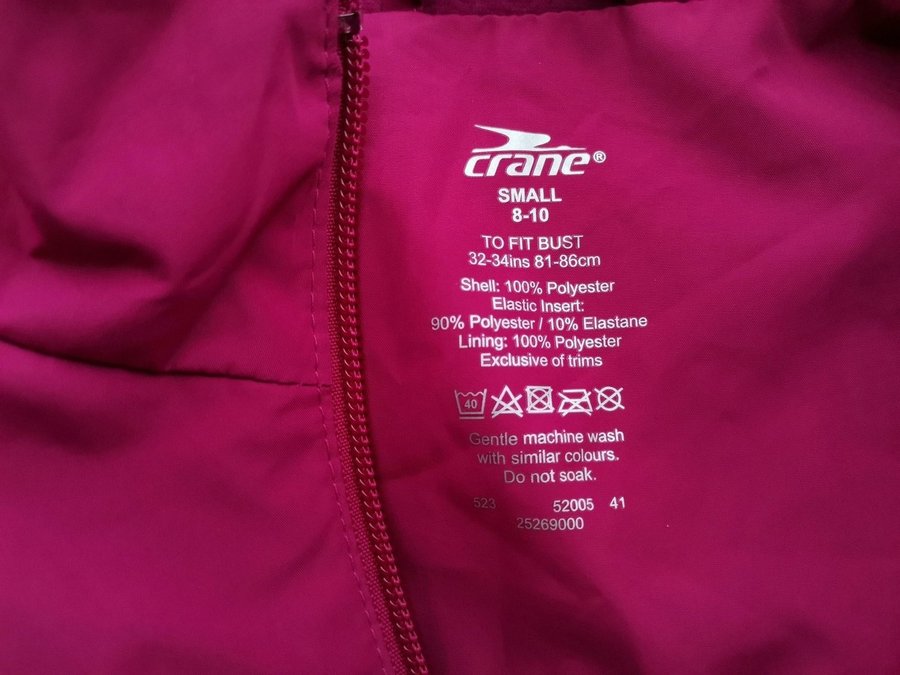 crane®
SMALL
8-10
TO FIT BUST
32-34ins 81-86cm
Shell: 100% Polyester
Elastic Insert:
90% Polyester / 10% Elastane
Lining: 100% Polyester
Exclusive of trims
40
Gentle machine wash
with similar colours.
Do not soak.
523 52005 41
25269000